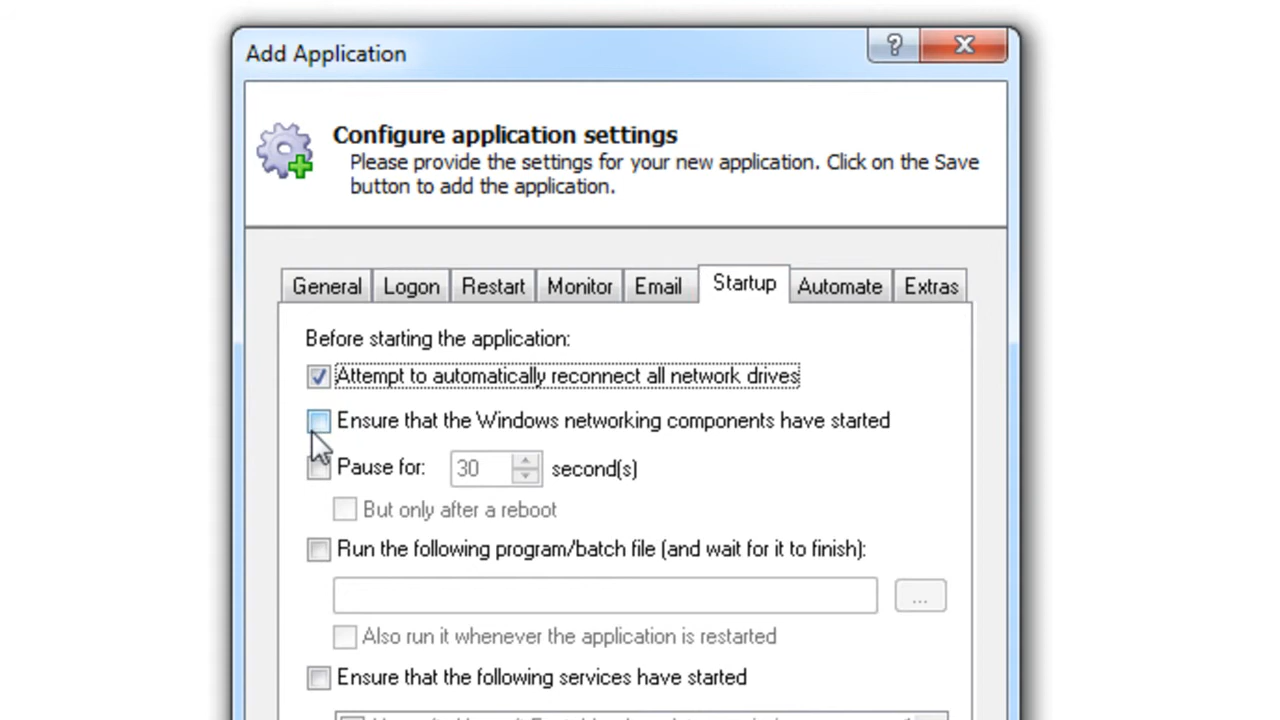 Add Application
?
Configure application settings
Please provide the settings for your new application. Click on the Save
button to add the application.
General Logon Restart Monitor Email Startup Automate Extras
Before starting the application:
Attempt to automatically reconnect all network drives
Ensure that the Windows networking components have started
Pause for: 30 second(s)
But only after a reboot
Run the following program/batch file (and wait for it to finish):
...
Also run it whenever the application is restarted
Ensure that the following services have started